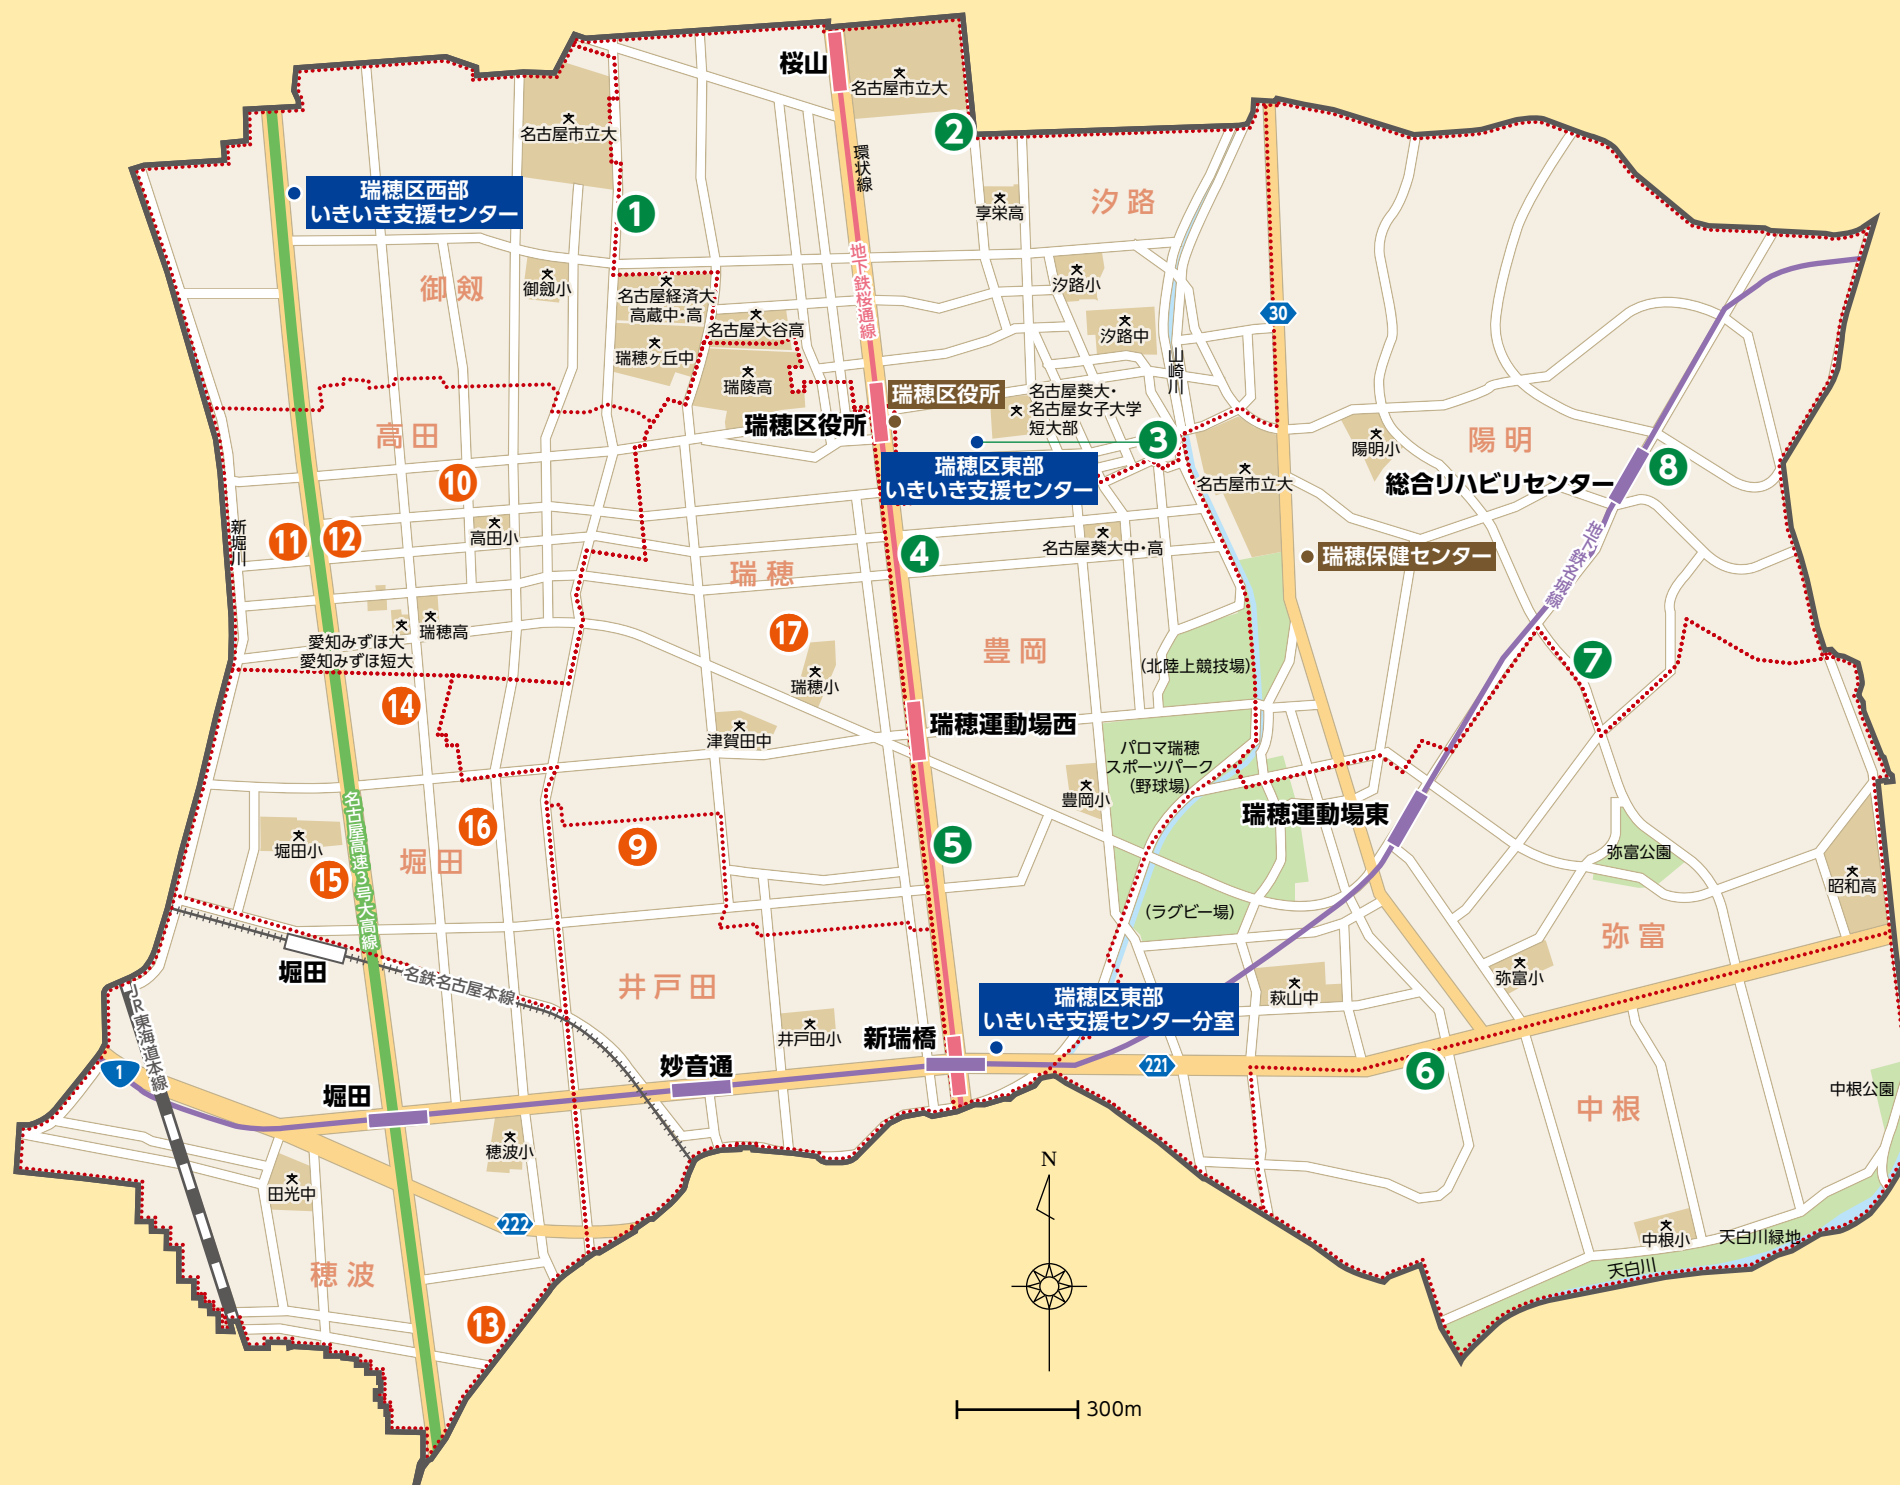 桜山
名古屋市立大
名古屋市立大
2
環状線
瑞穂区西部
いきいき支援センター
1
享栄高
汐路
地下鉄桜通線
御剱
御劔小
名古屋経済大
高蔵中・高
名古屋大谷高
瑞穂ヶ丘中
瑞陵高
汐路小
汐路中
山崎川
30
瑞穂区役所
瑞穂区役所
名古屋葵大・
名古屋女子大学
短大部
3
瑞穂区東部
いきいき支援センター
名古屋市立大
陽明小
陽明
総合リハビリセンター
8
高田
10
11
12
新堀川
高田小
4
名古屋葵大中・高
瑞穂保健センター
地下鉄名城線
瑞穂
17
瑞穂高
愛知みずほ大
愛知みずほ短大
豊岡
(北陸上競技場)
7
瑞穂小
14
津賀田中
瑞穂運動場西
パロマ瑞穂
スポーツパーク
(野球場)
豊岡小
瑞穂運動場東
名古屋高速3号大高線
16
9
5
堀田小
15
堀田
弥富公園
昭和高
(ラグビー場)
弥富
弥富小
堀田
名鉄名古屋本線
井戸田
JR東海道本線
瑞穂区東部
いきいき支援センター分室
萩山中
井戸田小
新瑞橋
妙音通
1
堀田
221
6
中根公園
中根
穂波小
田光中
222
N
中根小
天白川緑地
天白川
穂波
13
300m